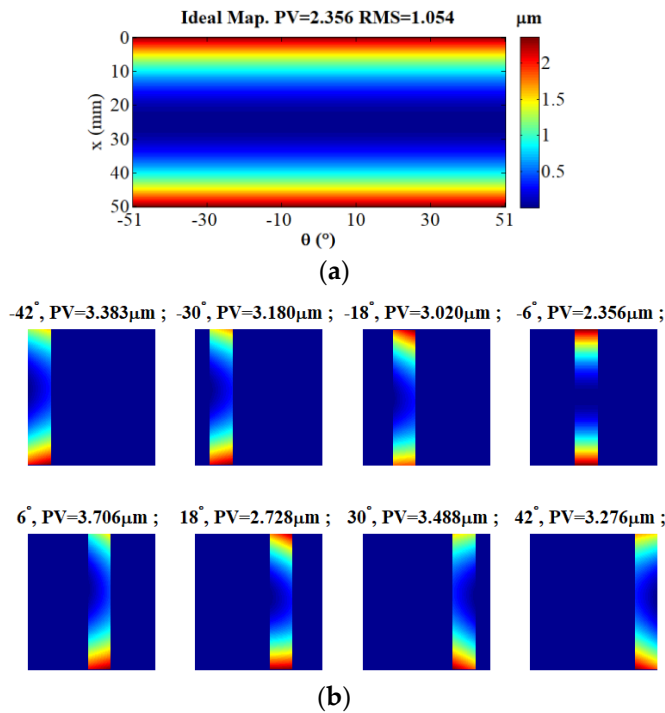 Ideal Map. PV=2.356 RMS=1.054
μm
0
10
20
30
40
50
x (mm)
-51
-30
-10
10
30
51
θ (°)
2
1.5
1
0.5
(a)
-42°, PV=3.383μm ;
-30°, PV=3.180μm ;
-18°, PV=3.020μm ;
-6°, PV=2.356μm ;
6°, PV=3.706μm ;
18°, PV=2.728μm ;
30°, PV=3.488μm ;
42°, PV=3.276μm ;
(b)